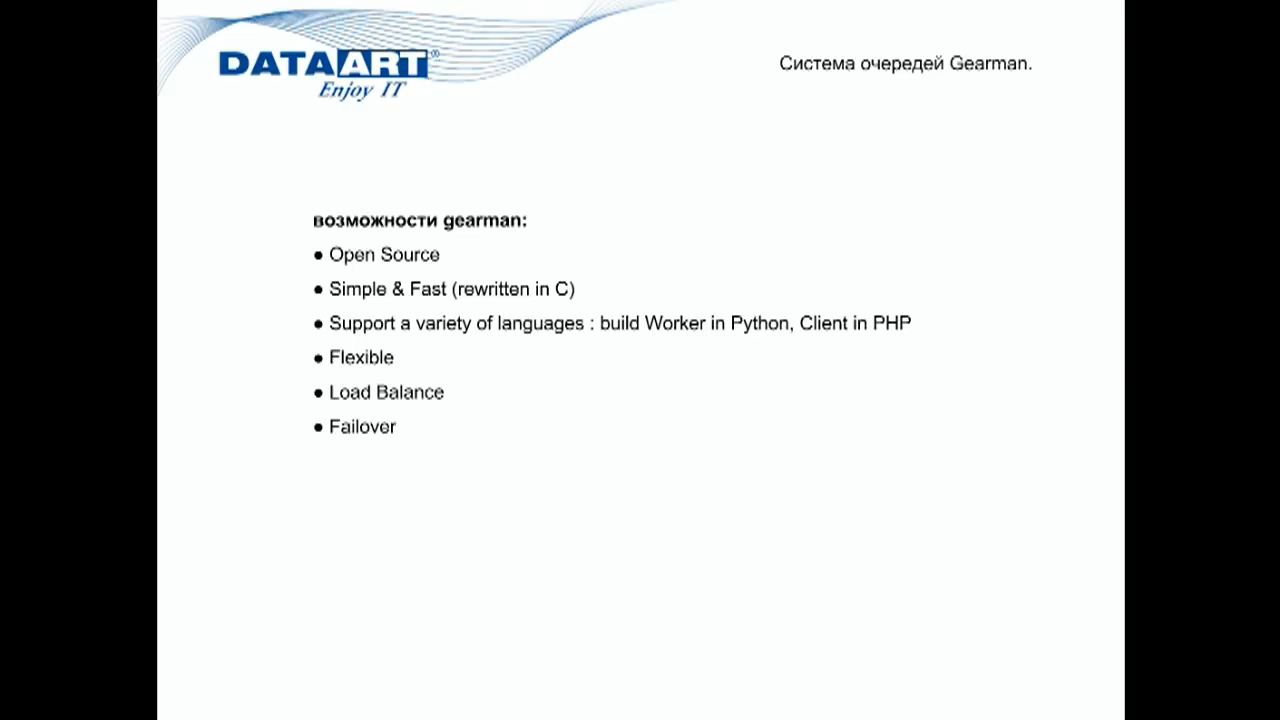 DATAART®
Enjoy IT
Система очередей Gearman.
возможности gearman:
● Open Source
● Simple & Fast (rewritten in C)
● Support a variety of languages : build Worker in Python, Client in PHP
● Flexible
● Load Balance
● Failover